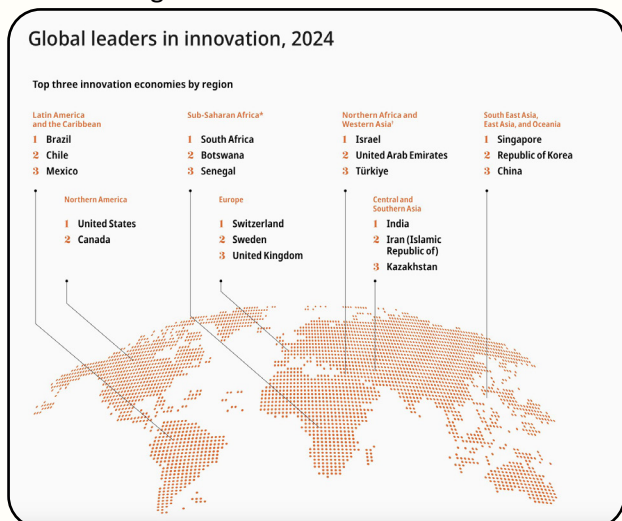 Global leaders in innovation, 2024
Top three innovation economies by region
Latin America
and the Caribbean
1 Brazil
2 Chile
3 Mexico
Sub-Saharan Africa*
1 South Africa
2 Botswana
3 Senegal
Northern Africa and
Western Asia†
1 Israel
2 United Arab Emirates
3 Türkiye
South East Asia,
East Asia, and Oceania
1 Singapore
2 Republic of Korea
3 China
Northern America
1 United States
2 Canada
Europe
1 Switzerland
2 Sweden
3 United Kingdom
Central and
Southern Asia
1 India
2 Iran (Islamic
Republic of)
3 Kazakhstan